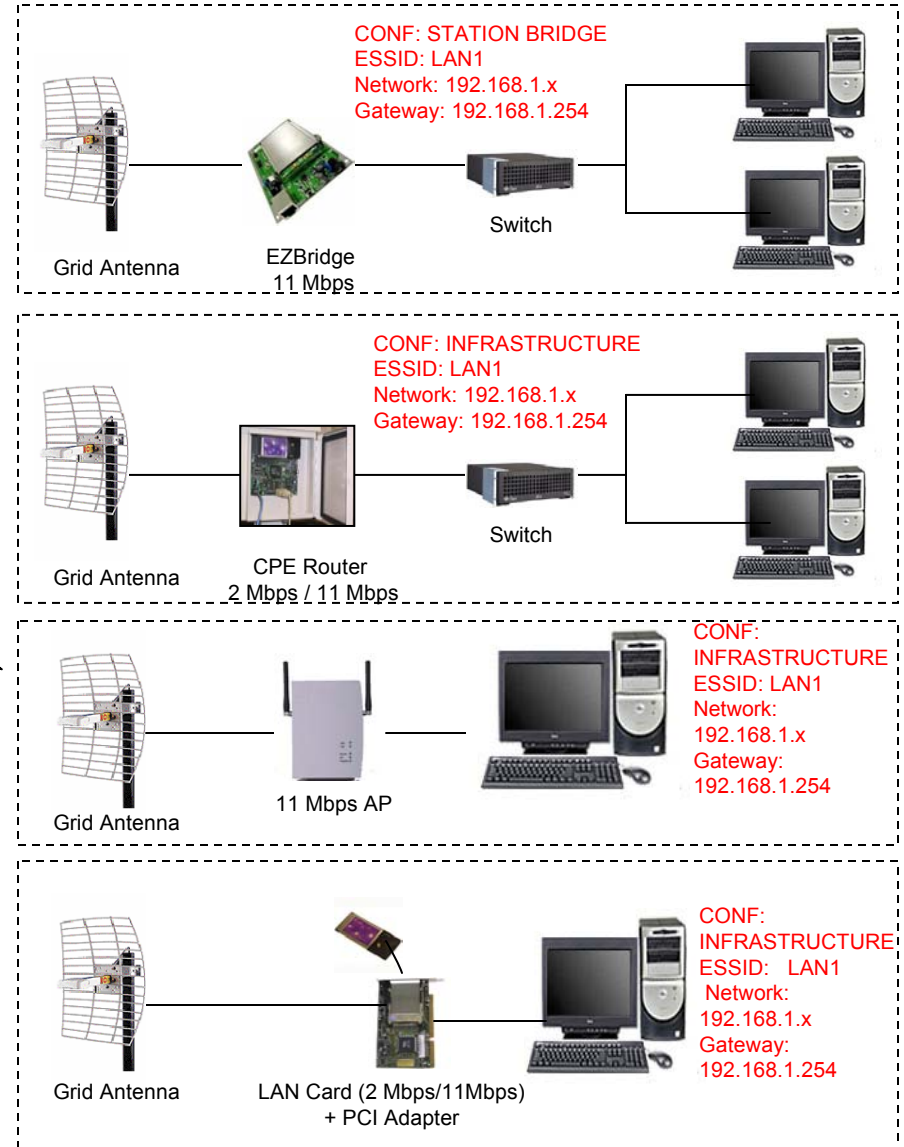 CONF: STATION BRIDGE
ESSID: LAN1
Network: 192.168.1.x
Gateway: 192.168.1.254
Grid Antenna
EZBridge
11 Mbps
Switch
CONF: INFRASTRUCTURE
ESSID: LAN1
Network: 192.168.1.x
Gateway: 192.168.1.254
Grid Antenna
CPE Router
2 Mbps / 11 Mbps
Switch
CONF:
INFRASTRUCTURE
ESSID: LAN1
Network:
192.168.1.x
Gateway:
192.168.1.254
Grid Antenna
11 Mbps AP
CONF:
INFRASTRUCTURE
ESSID: LAN1
Network:
192.168.1.x
Gateway:
192.168.1.254
Grid Antenna
LAN Card (2 Mbps/11Mbps)
+ PCI Adapter